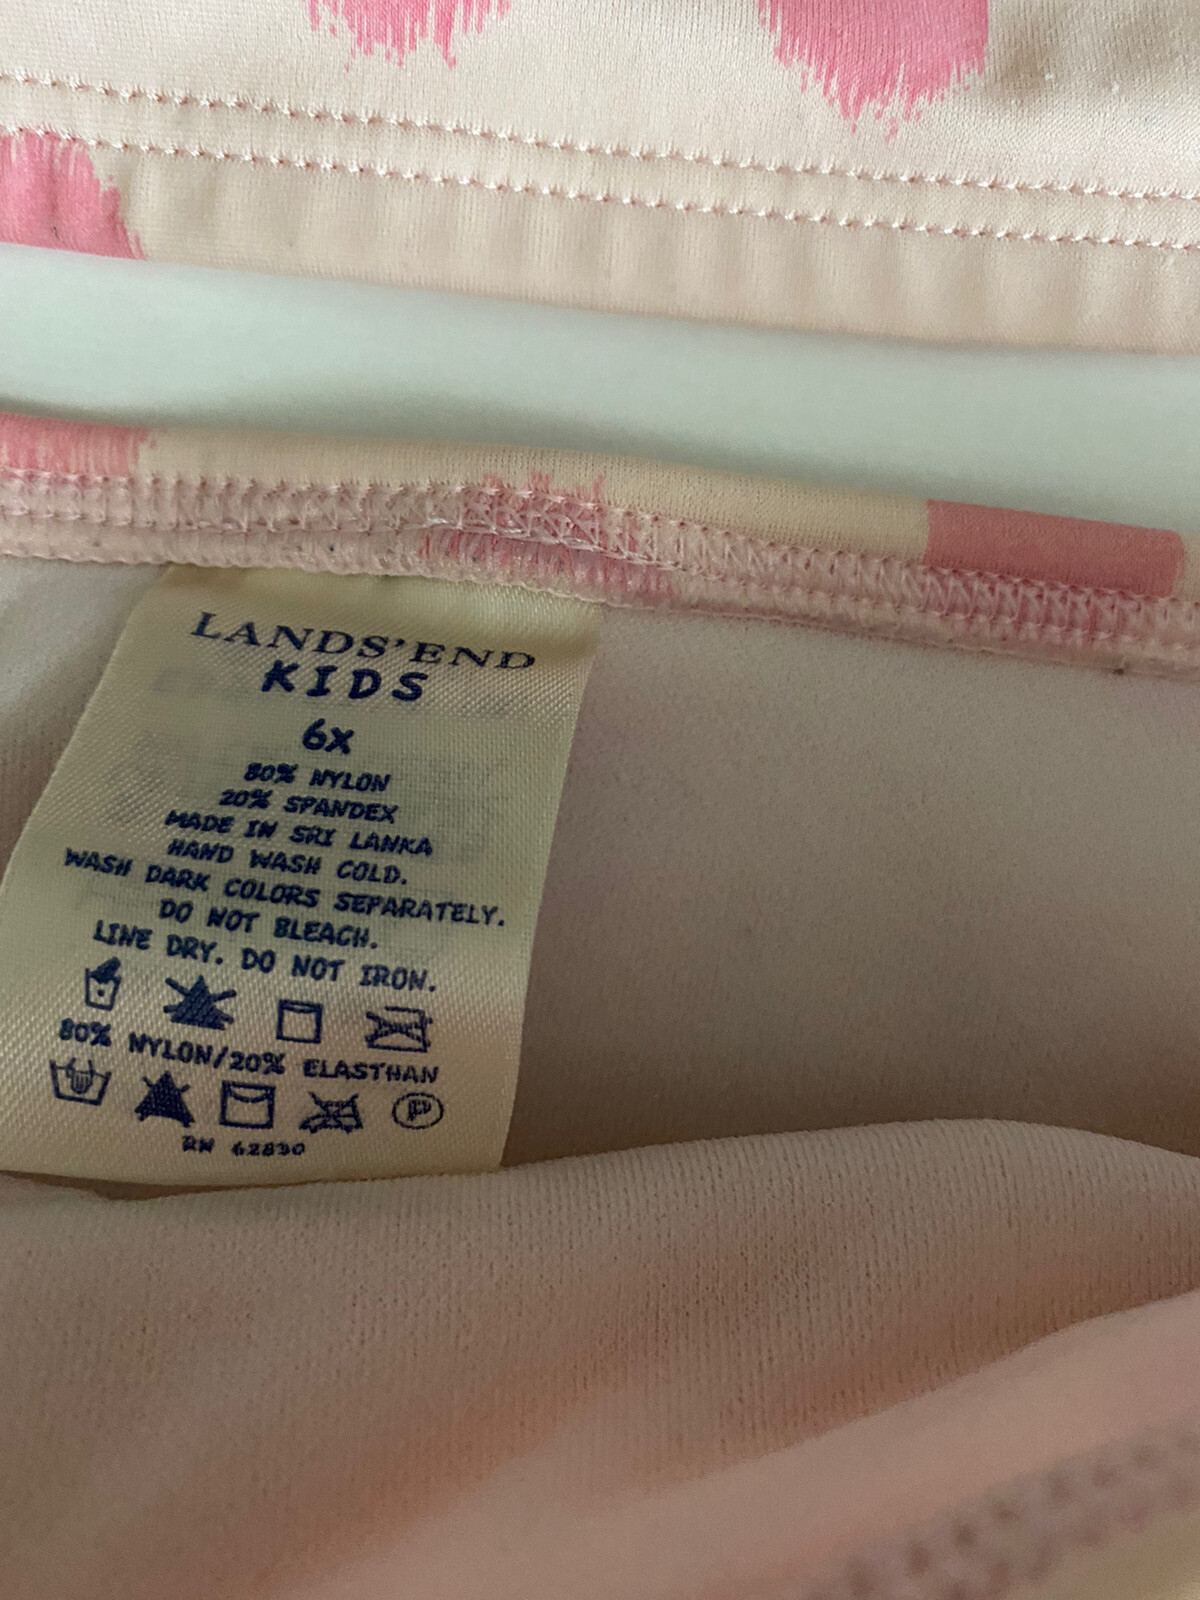 LANDS' END
KIDS
6X
80% NYLON
20% SPANDEX
MADE IN SRI LANKA
HAND WASH COLD.
WASH DARK COLORS SEPARATELY.
DO NOT BLEACH.
LINE DRY. DO NOT IRON.
80% NYLON/20% ELASTHAN
P
RN 62830